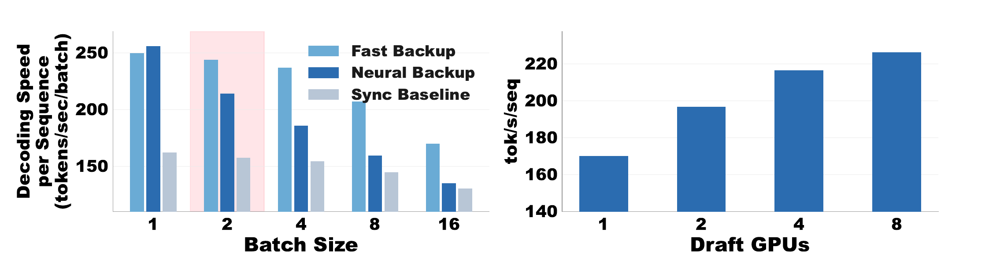 Decoding Speed
per Sequence
(tokens/sec/batch)
250
200
150
Fast Backup
Neural Backup
Sync Baseline
1 2 4 8 16
Batch Size
tok/s/seq
220
200
180
160
140
1 2 4 8
Draft GPUs